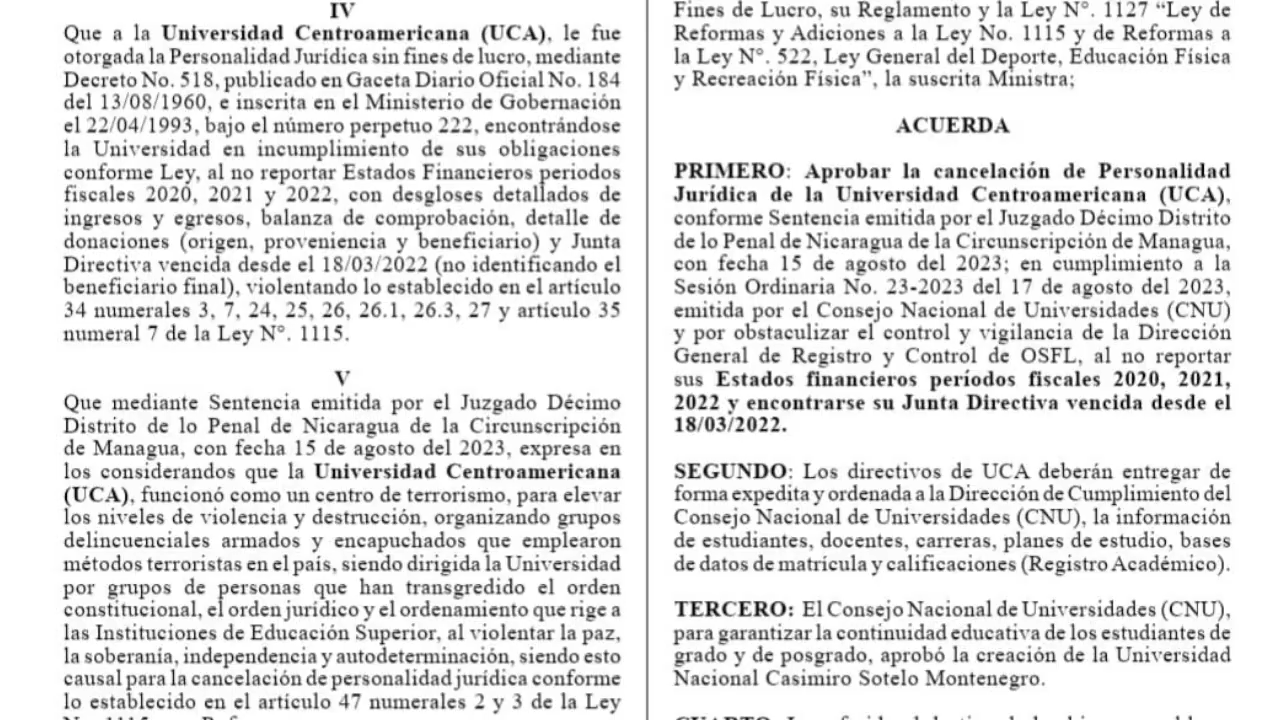 IV
Que a la Universidad Centroamericana (UCA), le fue
otorgada la Personalidad Jurídica sin fines de lucro, mediante
Decreto No. 518, publicado en Gaceta Diario Oficial No. 184
del 13/08/1960, e inscrita en el Ministerio de Gobernación
el 22/04/1993, bajo el número perpetuo 222, encontrándose
la Universidad en incumplimiento de sus obligaciones
conforme Ley, al no reportar Estados Financieros periodos
fiscales 2020, 2021 y 2022, con desgloses detallados de
ingresos y egresos, balanza de comprobación, detalle de
donaciones (origen, proveniencia y beneficiario) y Junta
Directiva vencida desde el 18/03/2022 (no identificando el
beneficiario final), violentando lo establecido en el artículo
34 numerales 3, 7, 24, 25, 26, 26.1, 26.3, 27 y artículo 35
numeral 7 de la Ley N°. 1115.
V
Que mediante Sentencia emitida por el Juzgado Décimo
Distrito de lo Penal de Nicaragua de la Circunscripción
de Managua, con fecha 15 de agosto del 2023, expresa en
los considerandos que la Universidad Centroamericana
(UCA), funcionó como un centro de terrorismo, para elevar
los niveles de violencia y destrucción, organizando grupos
delincuenciales armados y encapuchados que emplearon
métodos terroristas en el país, siendo dirigida la Universidad
por grupos de personas que han transgredido el orden
constitucional, el orden jurídico y el ordenamiento que rige a
las Instituciones de Educación Superior, al violentar la paz,
la soberanía, independencia y autodeterminación, siendo esto
causal para la cancelación de personalidad jurídica conforme
lo establecido en el artículo 47 numerales 2 y 3 de la Ley
Fines de Lucro, su Reglamento y la Ley N°. 1127 “Ley de
Reformas y Adiciones a la Ley No. 1115 y de Reformas a
la Ley N°. 522, Ley General del Deporte, Educación Física
y Recreación Física”, la suscrita Ministra;
ACUERDA
PRIMERO: Aprobar la cancelación de Personalidad
Jurídica de la Universidad Centroamericana (UCA),
conforme Sentencia emitida por el Juzgado Décimo Distrito
de lo Penal de Nicaragua de la Circunscripción de Managua,
con fecha 15 de agosto del 2023; en cumplimiento a la
Sesión Ordinaria No. 23-2023 del 17 de agosto del 2023,
emitida por el Consejo Nacional de Universidades (CNU)
y por obstaculizar el control y vigilancia de la Dirección
General de Registro y Control de OSFL, al no reportar
sus Estados financieros períodos fiscales 2020, 2021,
2022 y encontrarse su Junta Directiva vencida desde el
18/03/2022.
SEGUNDO: Los directivos de UCA deberán entregar de
forma expedita y ordenada a la Dirección de Cumplimiento del
Consejo Nacional de Universidades (CNU), la información
de estudiantes, docentes, carreras, planes de estudio, bases
de datos de matrícula y calificaciones (Registro Académico).
TERCERO: El Consejo Nacional de Universidades (CNU),
para garantizar la continuidad educativa de los estudiantes de
grado y de posgrado, aprobó la creación de la Universidad
Nacional Casimiro Sotelo Montenegro.